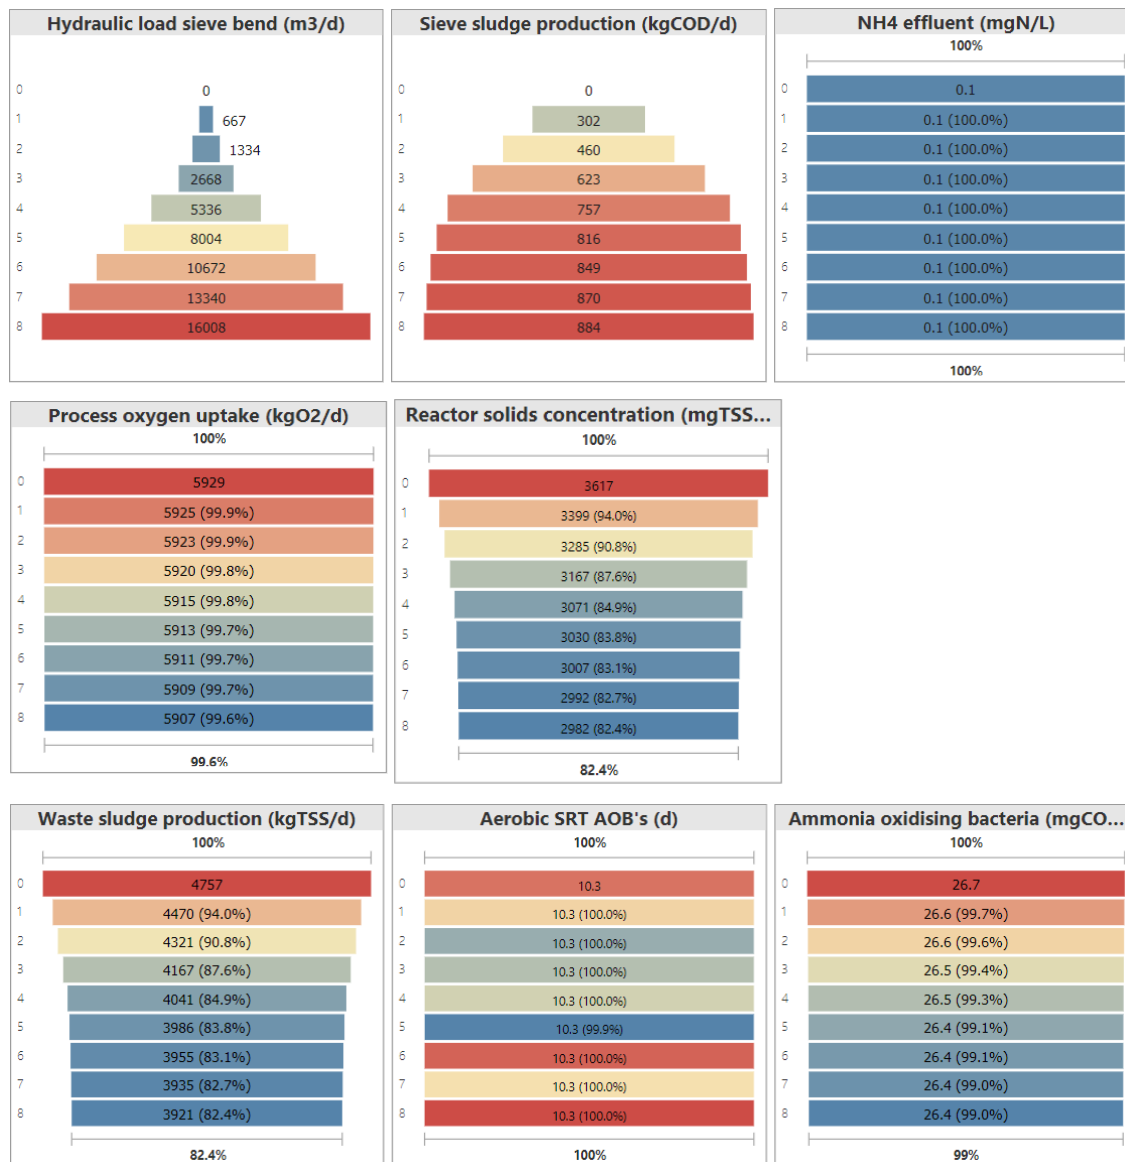 Hydraulic load sieve bend (m3/d)
0 0
1 667
2 1334
3 2668
4 5336
5 8004
6 10672
7 13340
8 16008
Sieve sludge production (kgCOD/d)
0 0
1 302
2 460
3 623
4 757
5 816
6 849
7 870
8 884
NH4 effluent (mgN/L)
100%
0 0.1
1 0.1 (100.0%)
2 0.1 (100.0%)
3 0.1 (100.0%)
4 0.1 (100.0%)
5 0.1 (100.0%)
6 0.1 (100.0%)
7 0.1 (100.0%)
8 0.1 (100.0%)
100%
Process oxygen uptake (kgO2/d)
100%
0 5929
1 5925 (99.9%)
2 5923 (99.9%)
3 5920 (99.8%)
4 5915 (99.8%)
5 5913 (99.7%)
6 5911 (99.7%)
7 5909 (99.7%)
8 5907 (99.6%)
99.6%
Reactor solids concentration (mgTSS...
100%
0 3617
1 3399 (94.0%)
2 3285 (90.8%)
3 3167 (87.6%)
4 3071 (84.9%)
5 3030 (83.8%)
6 3007 (83.1%)
7 2992 (82.7%)
8 2982 (82.4%)
82.4%
Waste sludge production (kgTSS/d)
100%
0 4757
1 4470 (94.0%)
2 4321 (90.8%)
3 4167 (87.6%)
4 4041 (84.9%)
5 3986 (83.8%)
6 3955 (83.1%)
7 3935 (82.7%)
8 3921 (82.4%)
82.4%
Aerobic SRT AOB's (d)
100%
0 10.3
1 10.3 (100.0%)
2 10.3 (100.0%)
3 10.3 (100.0%)
4 10.3 (100.0%)
5 10.3 (99.9%)
6 10.3 (100.0%)
7 10.3 (100.0%)
8 10.3 (100.0%)
100%
Ammonia oxidising bacteria (mgCO...
100%
0 26.7
1 26.6 (99.7%)
2 26.6 (99.6%)
3 26.5 (99.4%)
4 26.5 (99.3%)
5 26.4 (99.1%)
6 26.4 (99.1%)
7 26.4 (99.0%)
8 26.4 (99.0%)
99%